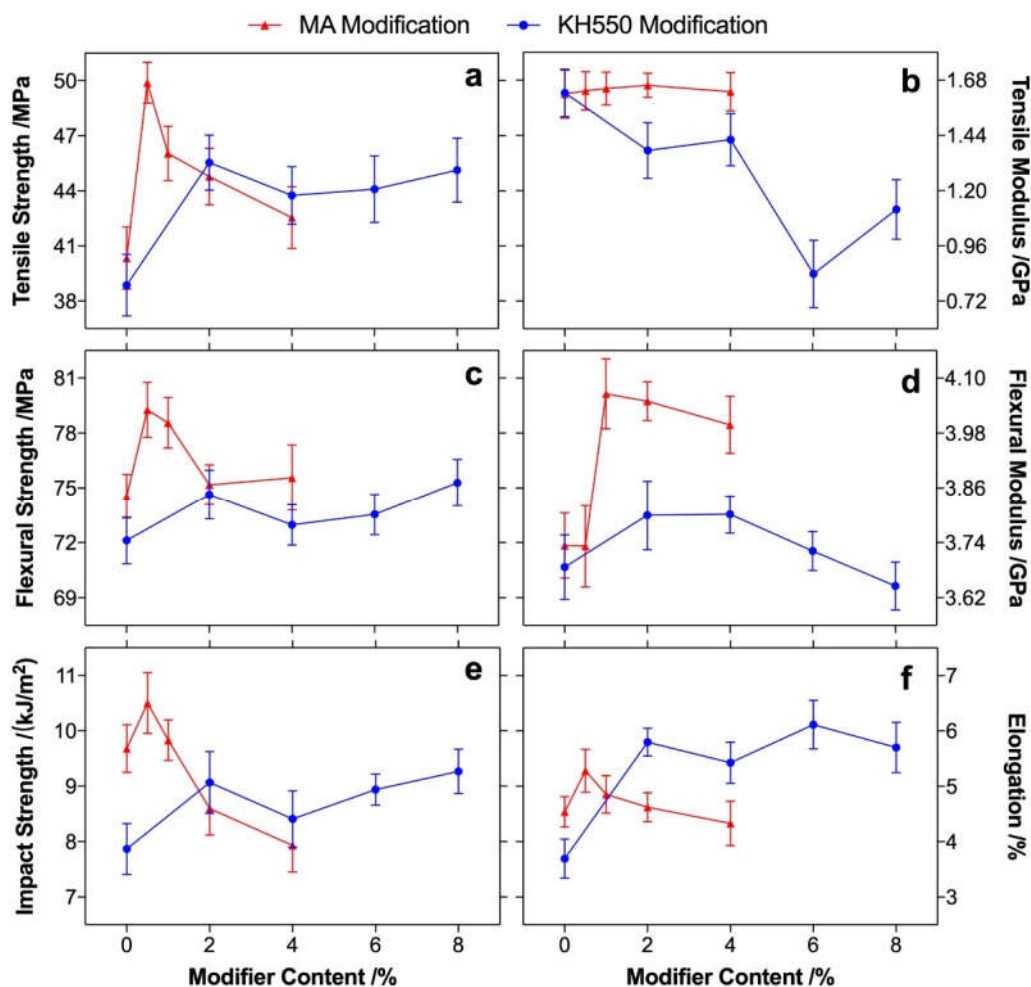 MA Modification KH550 Modification
a
Tensile Strength /MPa
50
47
44
41
38
b
1.68
1.44
1.20
0.96
0.72
Tensile Modulus /GPa
c
Flexural Strength /MPa
81
78
75
72
69
d
4.10
3.98
3.86
3.74
3.62
Flexural Modulus /GPa
e
Impact Strength /(kJ/m²)
11
10
9
8
7
f
7
6
5
4
3
Elongation /%
0 2 4 6 8
0 2 4 6 8
Modifier Content /%
Modifier Content /%